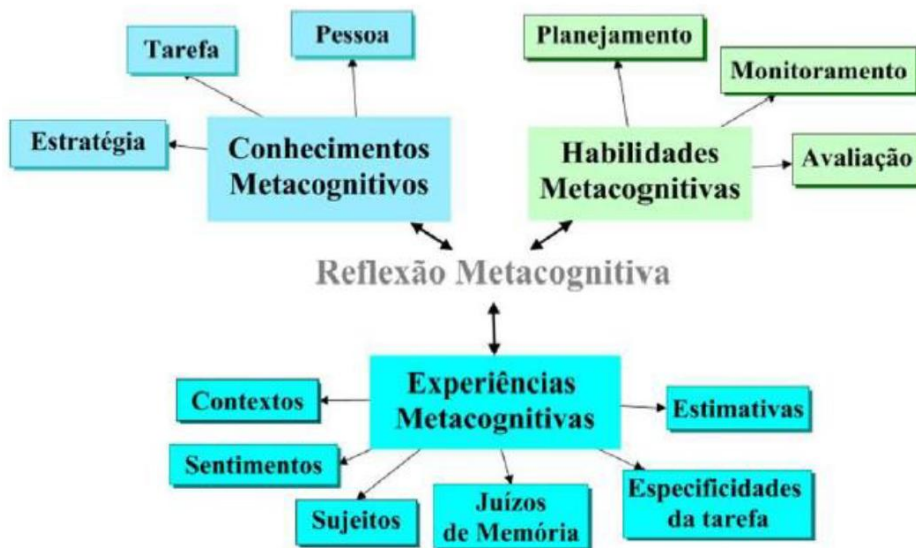 Pessoa
Tarefa
Estratégia
Conhecimentos
Metacognitivos
Planejamento
Monitoramento
Avaliação
Habilidades
Metacognitivas
Reflexão Metacognitiva
Experiências
Metacognitivas
Contextos
Sentimentos
Sujeitos
Juízos
de Memória
Especificidades
da tarefa
Estimativas